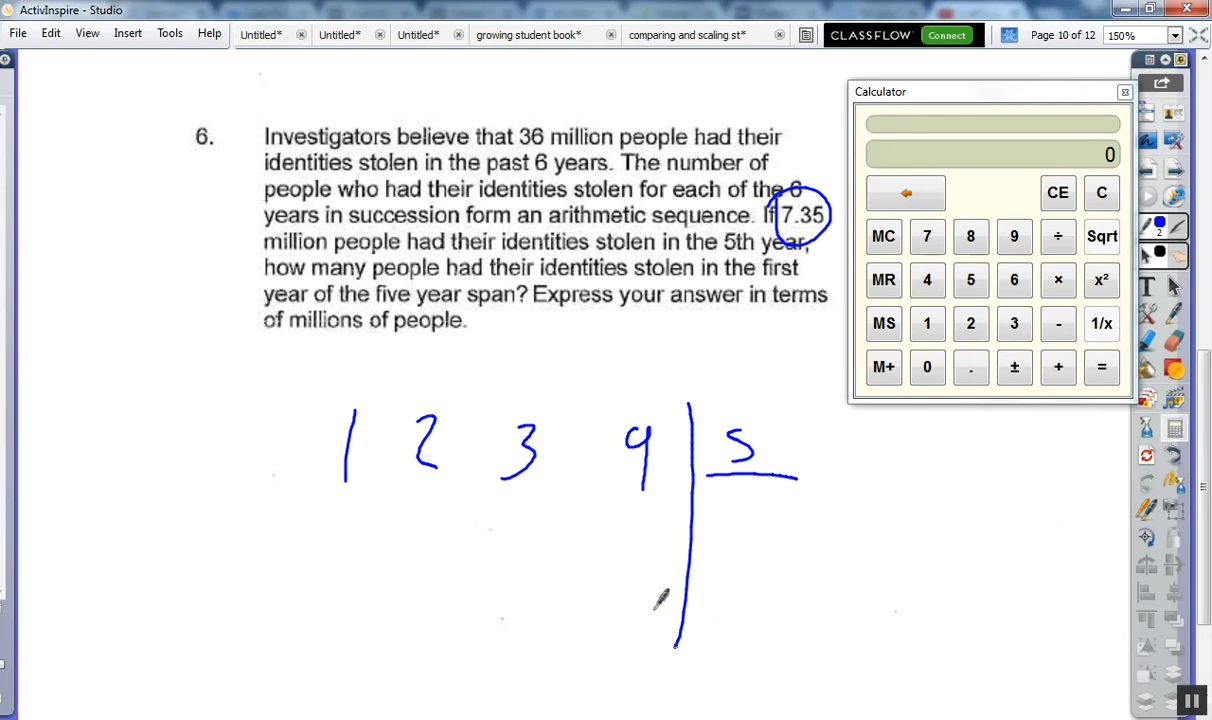 ActivInspire - Studio
File Edit View Insert Tools Help Untitled* Untitled* Untitled* growing student book* comparing and scaling st* CLASSFLOW Connect Page 10 of 12 150%
6. Investigators believe that 36 million people had their
identities stolen in the past 6 years. The number of
people who had their identities stolen for each of the 6
years in succession form an arithmetic sequence. If 7.35
million people had their identities stolen in the 5th year,
how many people had their identities stolen in the first
year of the five year span? Express your answer in terms
of millions of people.
Calculator
0
CE C
MC 7 8 9 ÷ Sqrt
MR 4 5 6 × x²
MS 1 2 3 - 1/x
M+ 0 . ± + =
2
1 2 3 4 5